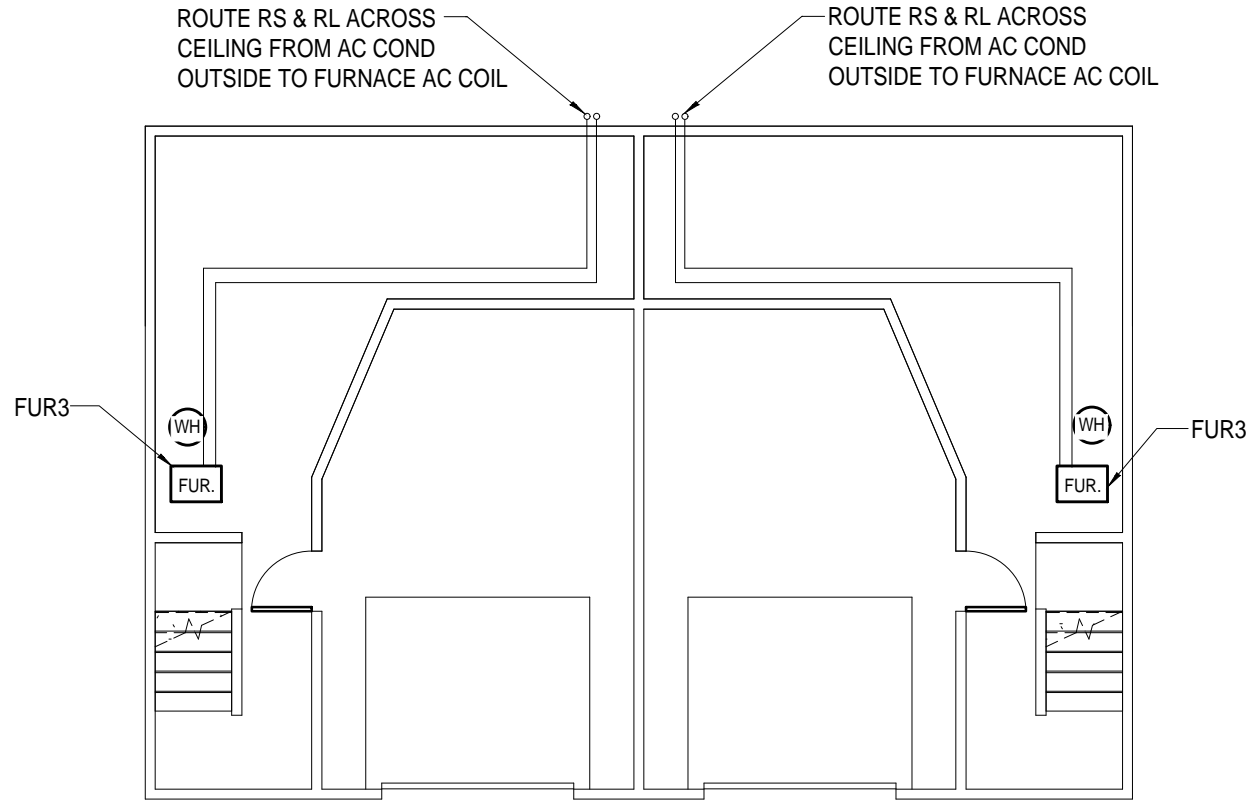 ROUTE RS & RL ACROSS
CEILING FROM AC COND
OUTSIDE TO FURNACE AC COIL
ROUTE RS & RL ACROSS
CEILING FROM AC COND
OUTSIDE TO FURNACE AC COIL
FUR3
WH
FUR.
WH
FUR3
FUR.